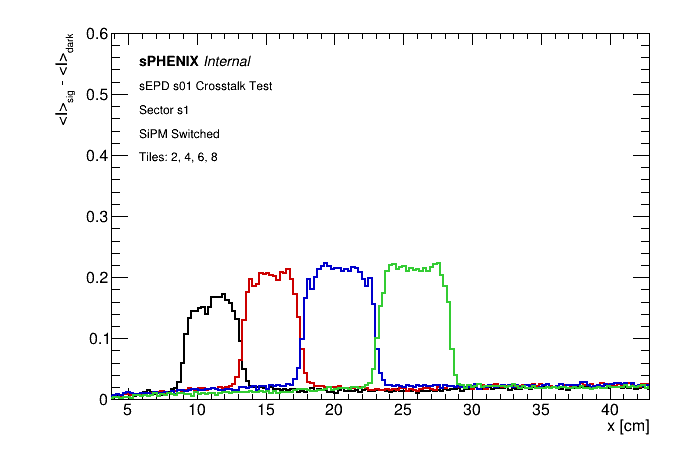 <I>sig - <I>dark
0.6
0.5
0.4
0.3
0.2
0.1
0
sPHENIX Internal
sEPD s01 Crosstalk Test
Sector s1
SiPM Switched
Tiles: 2, 4, 6, 8
5 10 15 20 25 30 35 40
x [cm]